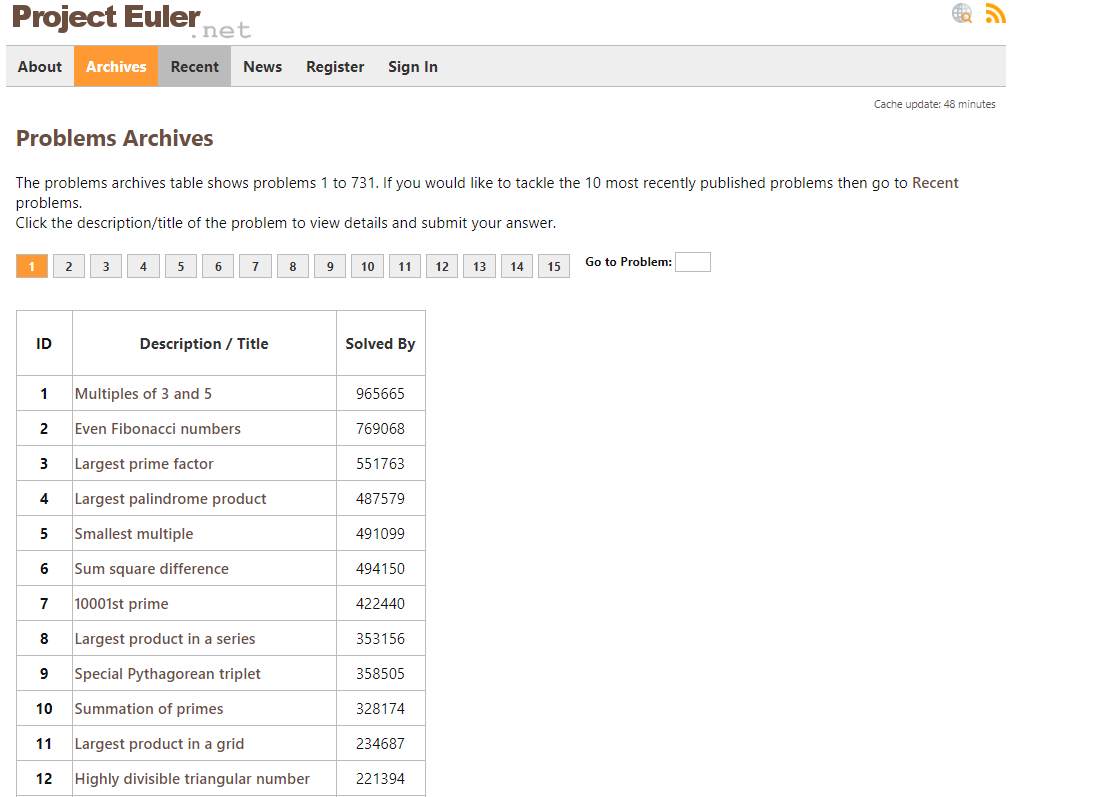 Project Euler
.net
About Archives Recent News Register Sign In
Cache update: 48 minutes
Problems Archives
The problems archives table shows problems 1 to 731. If you would like to tackle the 10 most recently published problems then go to Recent
problems.
Click the description/title of the problem to view details and submit your answer.
1 2 3 4 5 6 7 8 9 10 11 12 13 14 15 Go to Problem:
ID Description / Title Solved By
1 Multiples of 3 and 5 965665
2 Even Fibonacci numbers 769068
3 Largest prime factor 551763
4 Largest palindrome product 487579
5 Smallest multiple 491099
6 Sum square difference 494150
7 10001st prime 422440
8 Largest product in a series 353156
9 Special Pythagorean triplet 358505
10 Summation of primes 328174
11 Largest product in a grid 234687
12 Highly divisible triangular number 221394